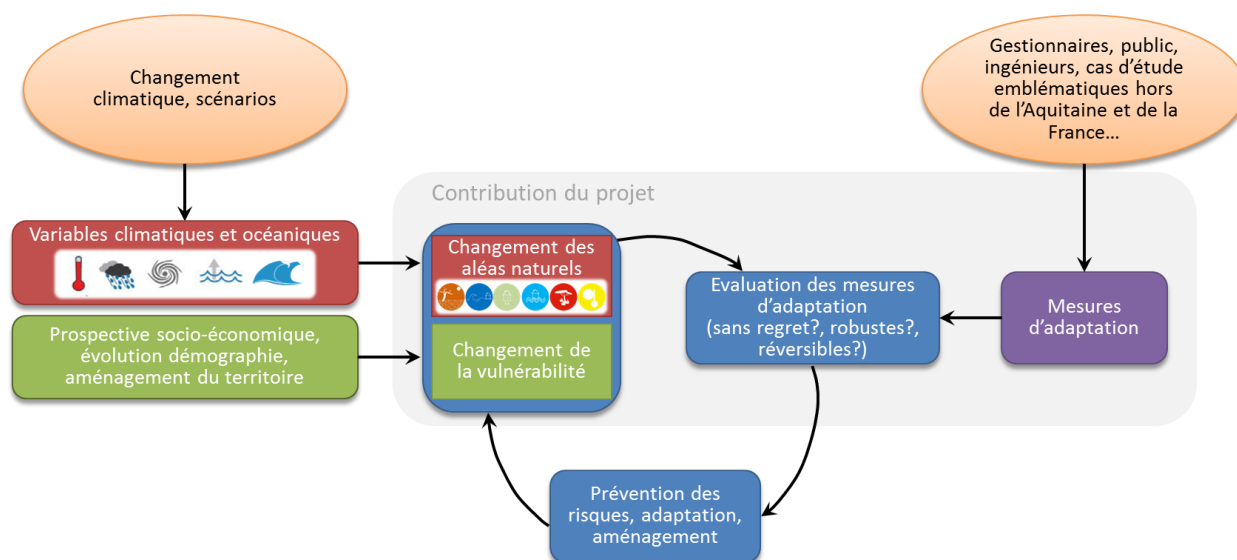 Changement
climatique, scénarios
Gestionnaires, public,
ingénieurs, cas d'étude
emblématiques hors
de l'Aquitaine et de la
France…
Contribution du projet
Variables climatiques et océaniques
Changement des
aléas naturels
Prospective socio-économique,
évolution démographie,
aménagement du territoire
Changement de
la vulnérabilité
Evaluation des mesures
d'adaptation
(sans regret?, robustes?,
réversibles?)
Mesures
d'adaptation
Prévention des
risques, adaptation,
aménagement